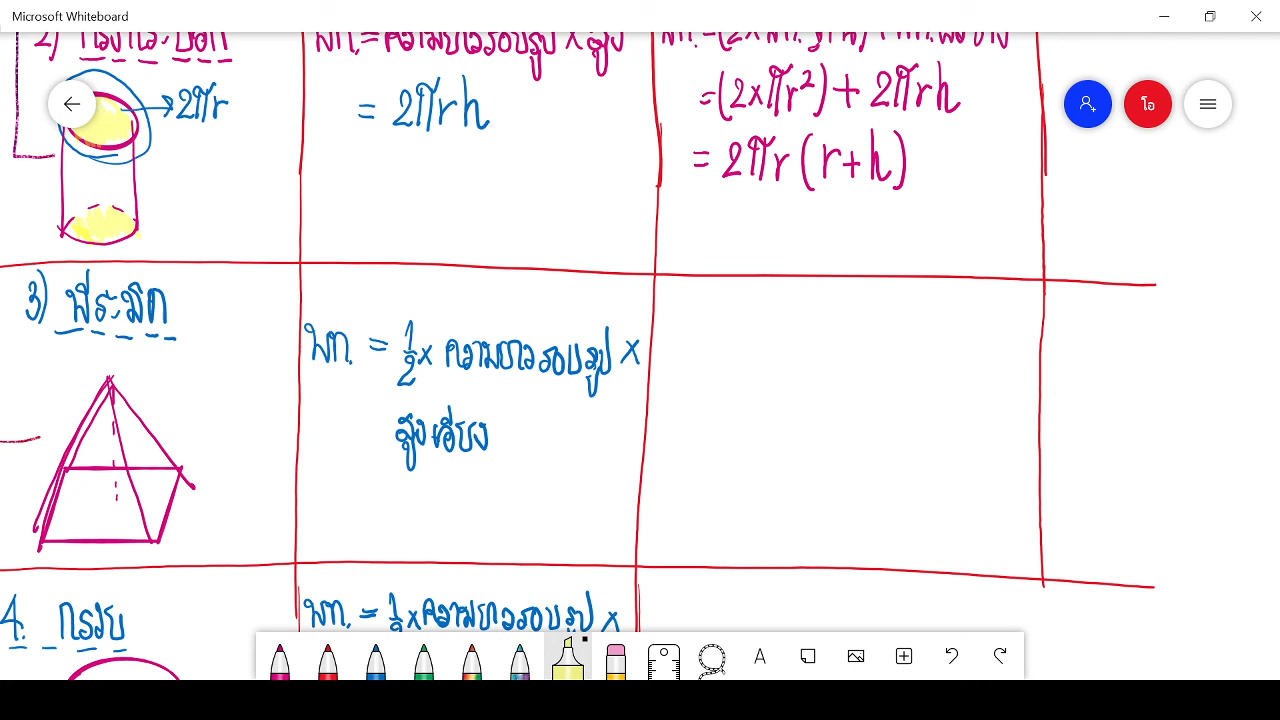 Microsoft Whiteboard
2) ทรงกระบอก
พท. = ความยาวรอบรูป x สูง
2πr
= 2πrh
= (2xπr²) + 2πrh
= 2πr (r+h)
โอ
3) พีระมิด
พท. = 1/2 x ความยาวรอบรูป x
สูงเอียง
4. กรวย
พท. = 1/2 x ความยาวรอบรูป x
A